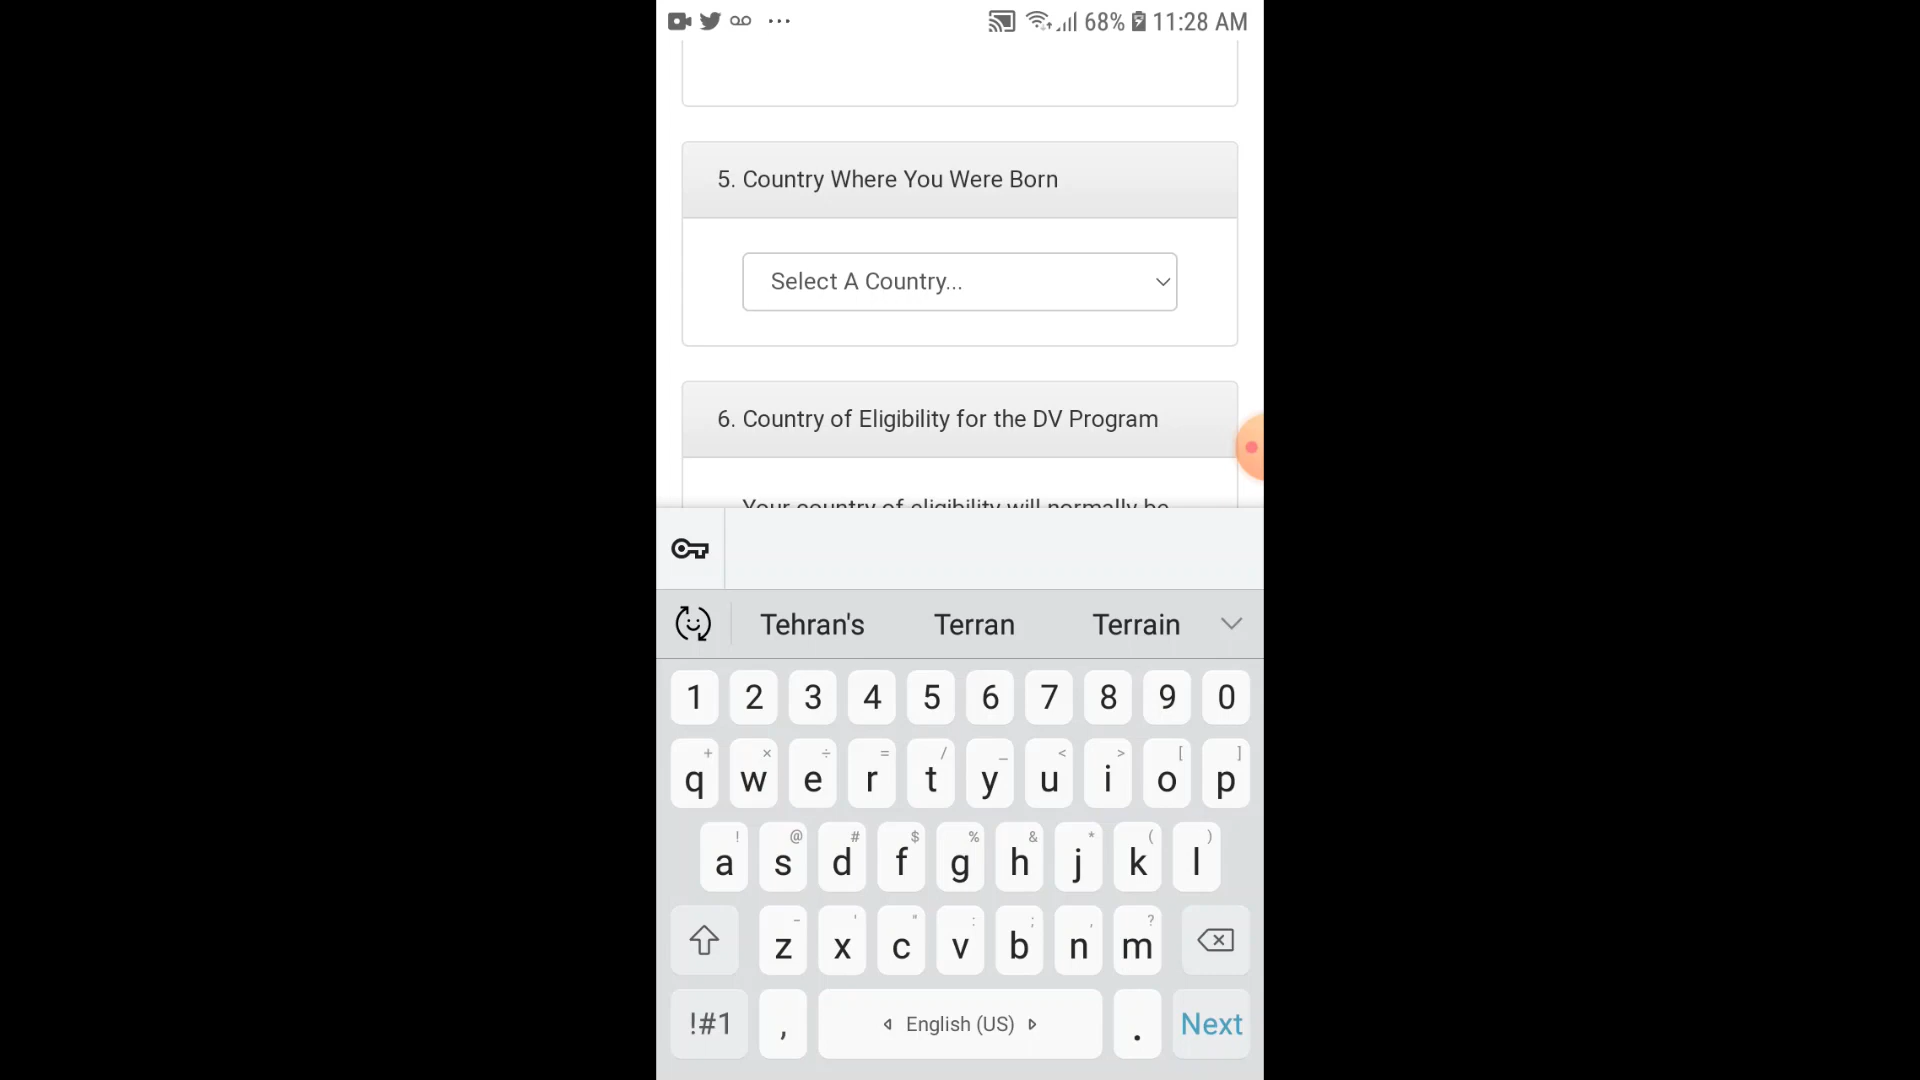 68% 11:28 AM
5. Country Where You Were Born
Select A Country...
6. Country of Eligibility for the DV Program
Your country of eligibility will normally be
Tehran's Terran Terrain
1 2 3 4 5 6 7 8 9 0
+ × ÷ = / _ < > [ ]
q w e r t y u i o p
! @ # $ % & * ( )
a s d f g h j k l
- ' " : ; , ?
z x c v b n m
!#1 , English (US) . Next